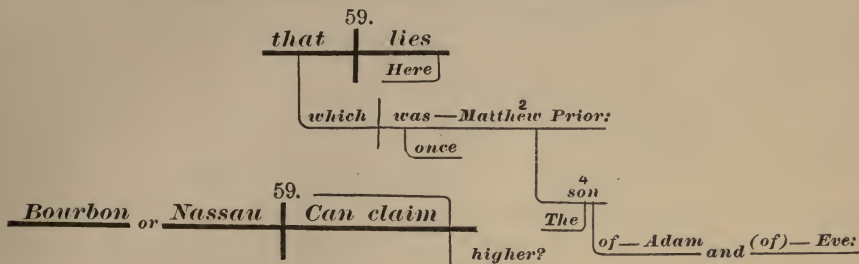 59.
that lies
Here
which was—Matthew Prior:
2
once
4
son
The
of—Adam and (of)—Eve:
59.
Bourbon or Nassau Can claim
higher?